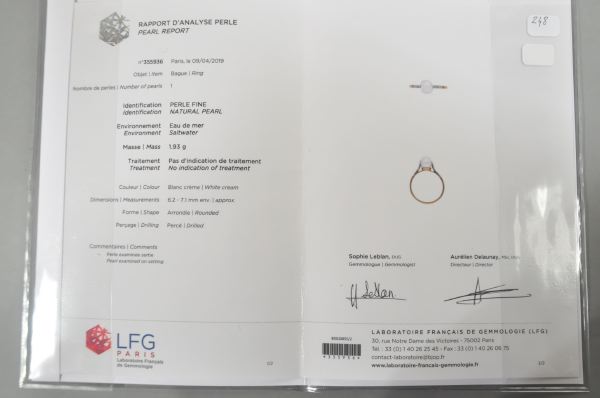 248
RAPPORT D'ANALYSE PERLE
PEARL REPORT
n°355936 Paris, le 09/04/2019
Objet | Item Bague | Ring
Nombre de perles | Number of pearls 1
Identification PERLE FINE
Identification NATURAL PEARL
Environnement Eau de mer
Environment Saltwater
Masse | Mass 1.93 g
Traitement Pas d'indication de traitement
Treatment No indication of treatment
Couleur | Colour Blanc crème | White cream
Dimensions | Measurements 6.2 - 7.1 mm env. | approx.
Forme | Shape Arrondie | Rounded
Perçage | Drilling Percé | Drilled
Commentaires | Comments
Perle examinée sertie
Pearl examined on setting
LFG
PARIS
Laboratoire Français
de Gemmologie
1/2
Sophie Leblan, DUG
Gemmologue | Gemmologist
Aurélien Delaunay,
Directeur | Director
LABORATOIRE FRANÇAIS DE GEMMOLOGIE (LFG)
30, rue Notre Dame des Victoires - 75002 Paris
Tél. : 33 (0) 1 40 26 25 45 - Fax : 33 (0) 1 40 26 06 75
contact-laboratoire@bjop.fr
www.laboratoire-francais-gemmologie.fr
2/2